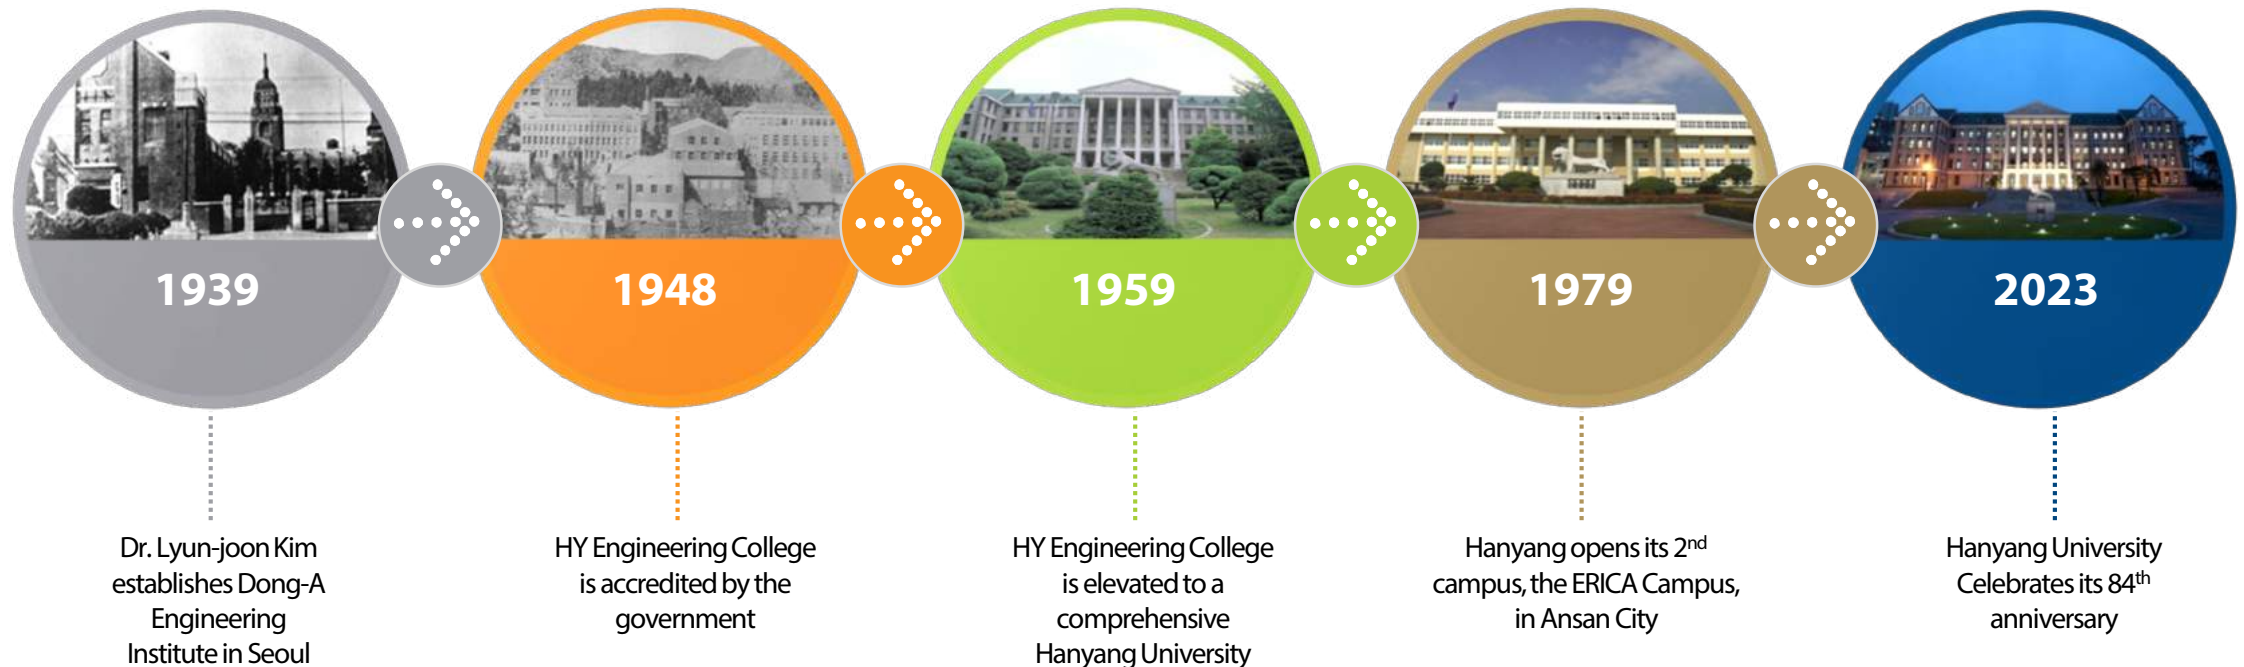 1939
Dr. Lyun-joon Kim
establishes Dong-A
Engineering
Institute in Seoul
1948
HY Engineering College
is accredited by the
government
1959
HY Engineering College
is elevated to a
comprehensive
Hanyang University
1979
Hanyang opens its 2nd
campus, the ERICA Campus,
in Ansan City
2023
Hanyang University
Celebrates its 84th
anniversary